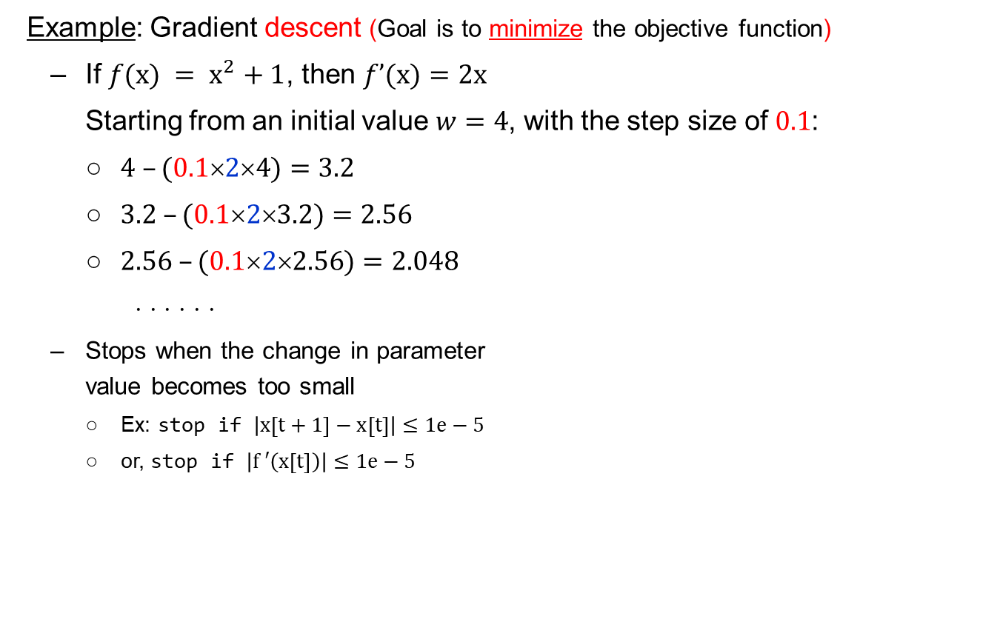 Example: Gradient descent (Goal is to minimize the objective function)
– If f(x) = x² + 1, then f’(x) = 2x
Starting from an initial value w = 4, with the step size of 0.1:
○ 4 – (0.1×2×4) = 3.2
○ 3.2 – (0.1×2×3.2) = 2.56
○ 2.56 – (0.1×2×2.56) = 2.048
. . . . . .
– Stops when the change in parameter
value becomes too small
○ Ex: stop if |x[t + 1] − x[t]| ≤ 1e − 5
○ or, stop if |f ′(x[t])| ≤ 1e − 5